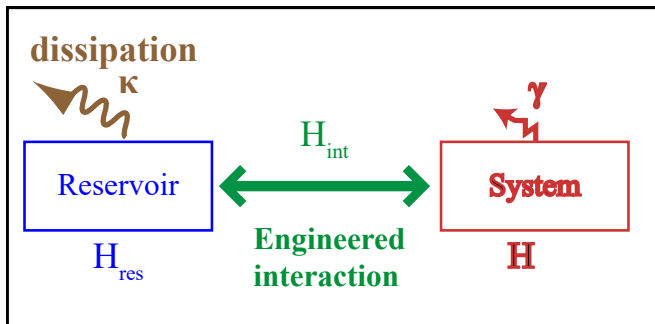 dissipation
κ
γ
H_int
Reservoir
System
Engineered
interaction
H_res
H